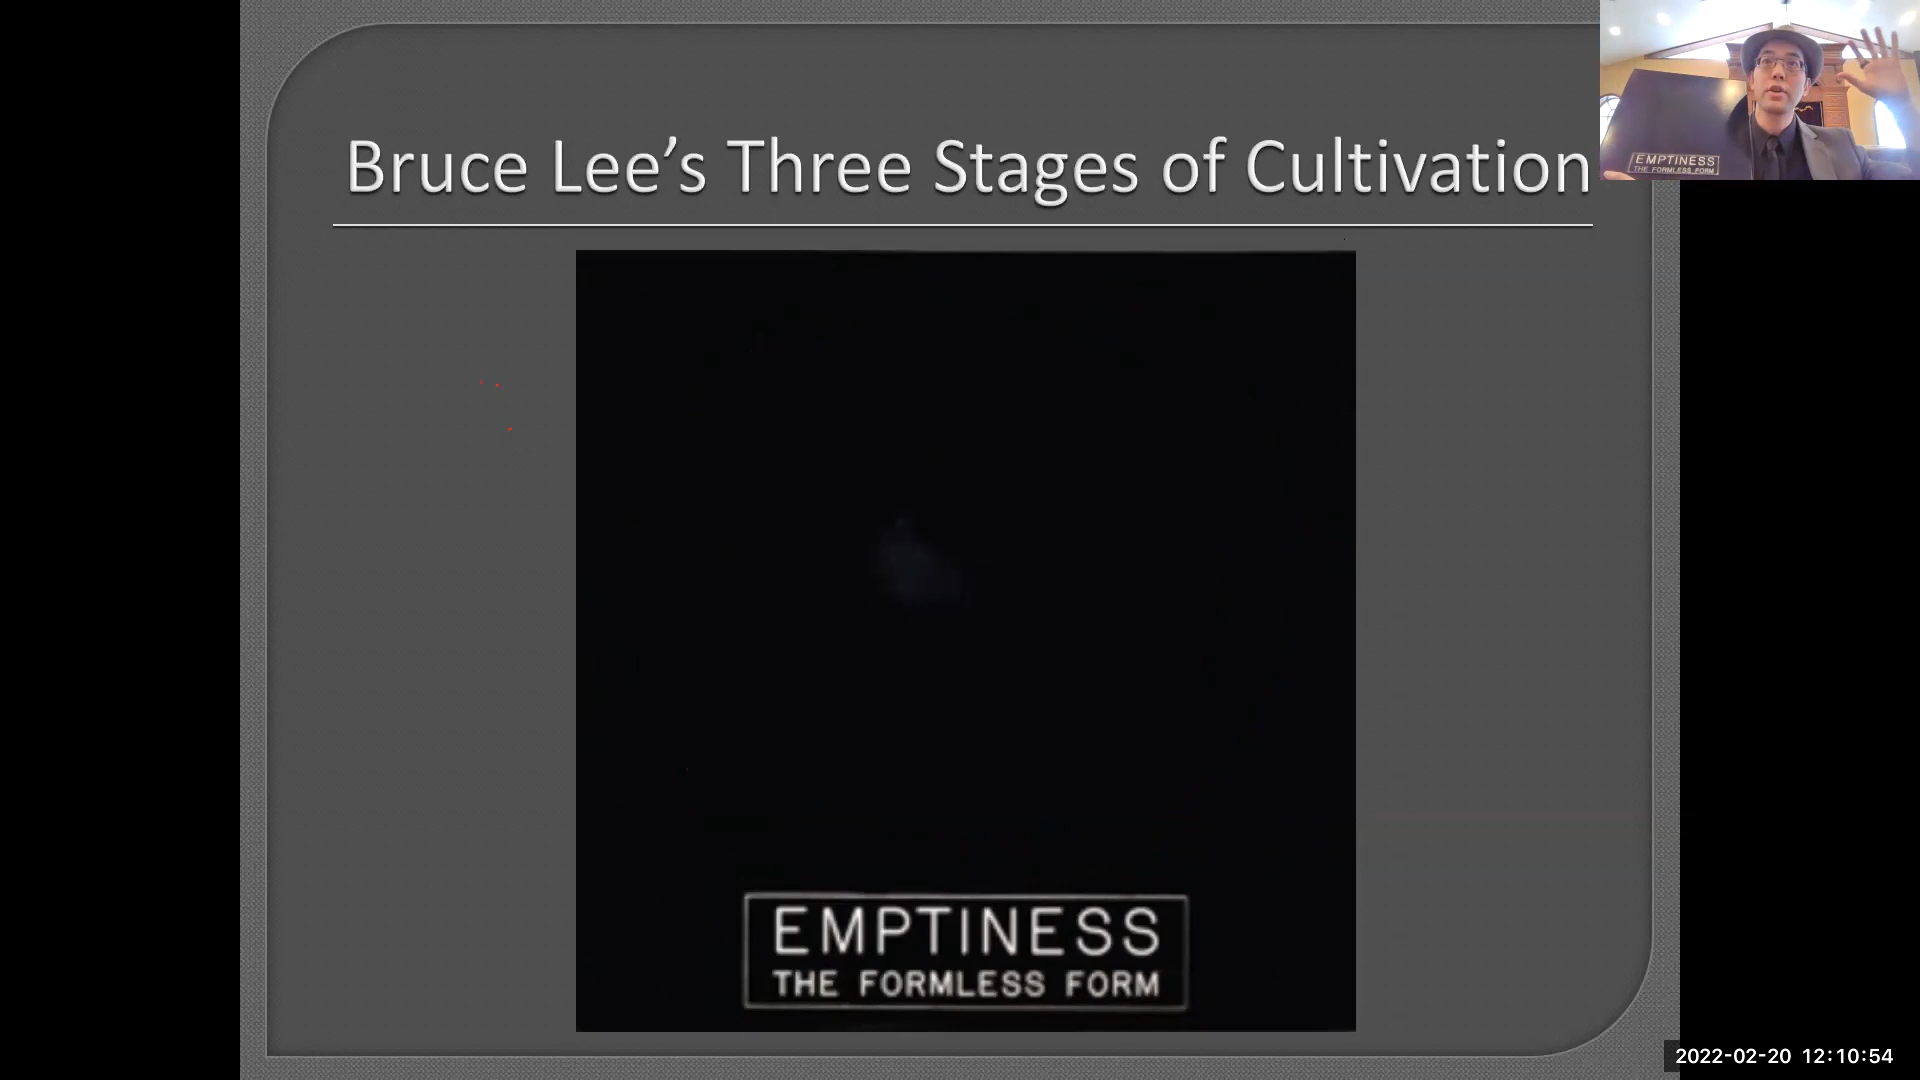 Bruce Lee’s Three Stages of Cultivation
EMPTINESS
THE FORMLESS FORM
EMPTINESS
THE FORMLESS FORM
2022-02-20 12:10:54